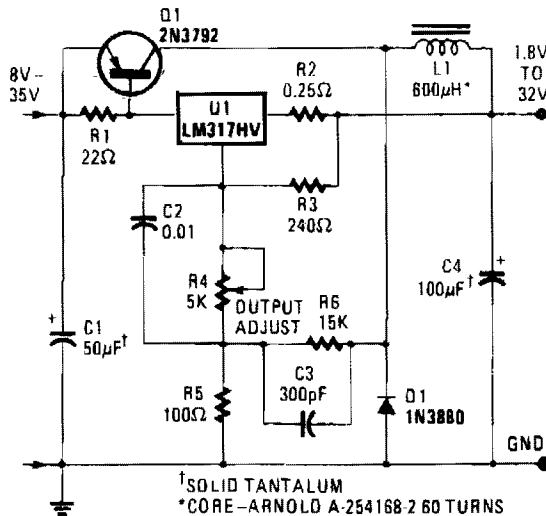 Q1
2N3792
8V–
35V
R1
22Ω
U1
LM317HV
R2
0.25Ω
L1
600μH*
1.8V
TO
32V
R3
240Ω
C2
0.01
R4
5K
OUTPUT
ADJUST
R6
15K
C4
100μF†
+
+
C1
50μF†
R5
100Ω
C3
300pF
D1
1N3880
GND
†SOLID TANTALUM
*CORE–ARNOLD A-254168-2 60 TURNS